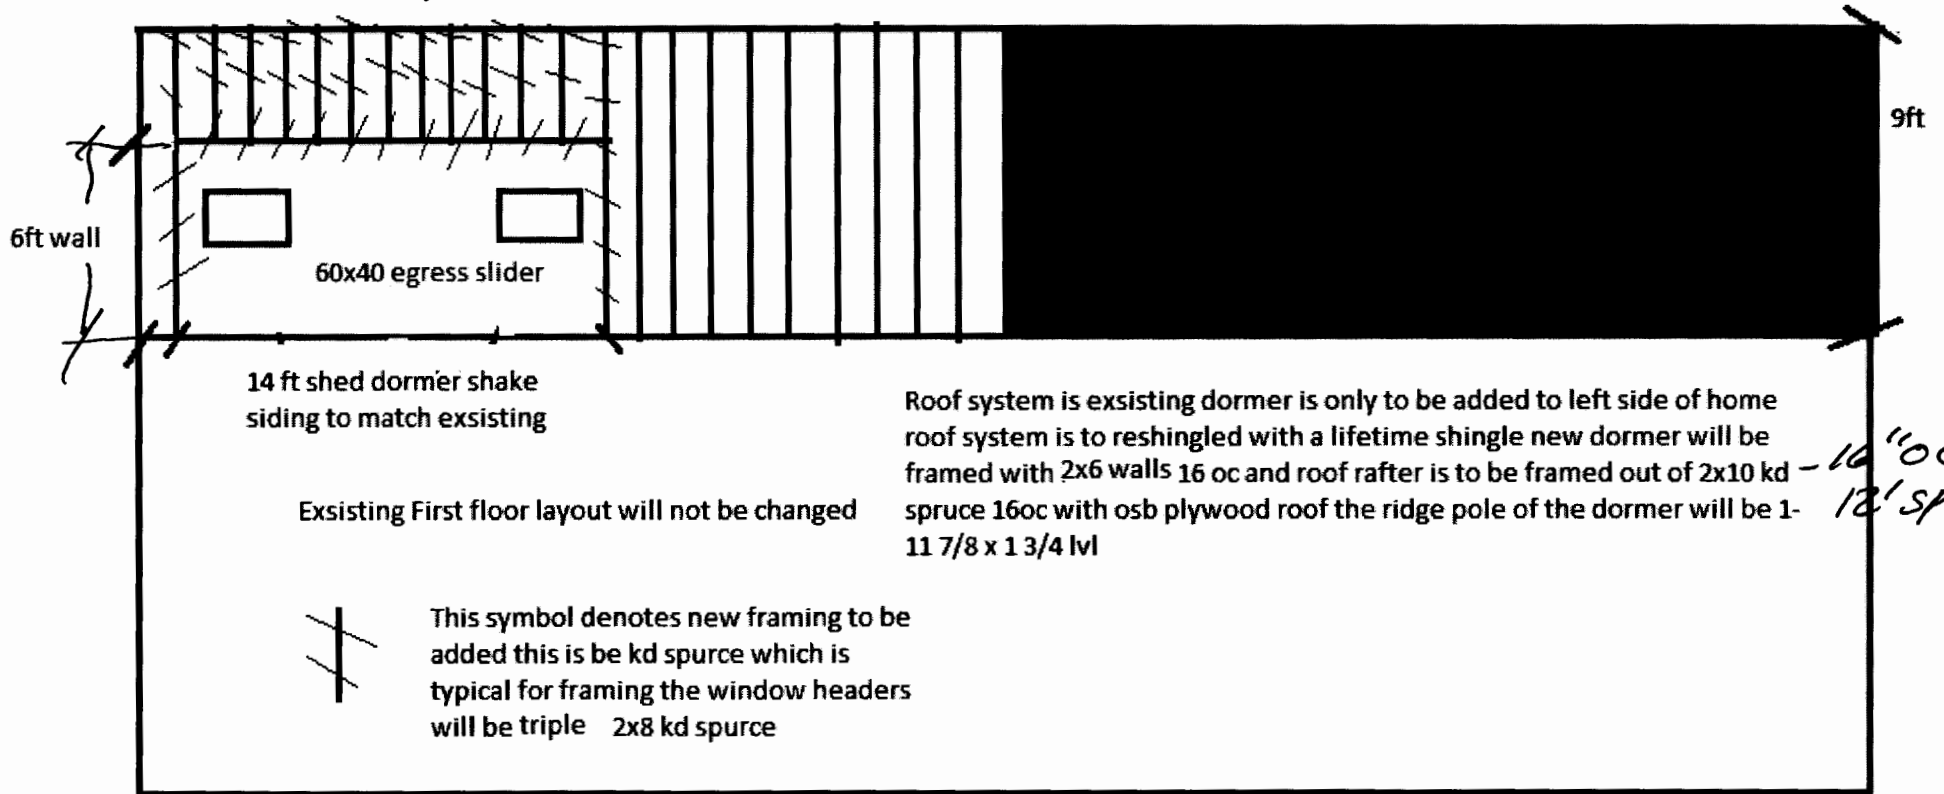 9ft
6ft wall
60x40 egress slider
14 ft shed dormer shake
siding to match exsisting
Roof system is exsisting dormer is only to be added to left side of home
roof system is to reshingled with a lifetime shingle new dormer will be
framed with 2x6 walls 16 oc and roof rafter is to be framed out of 2x10 kd - 16 "OC
spruce 16oc with osb plywood roof the ridge pole of the dormer will be 1- 12' SP
11 7/8 x 1 3/4 lvl
Exsisting First floor layout will not be changed
This symbol denotes new framing to be
added this is be kd spurce which is
typical for framing the window headers
will be triple 2x8 kd spurce